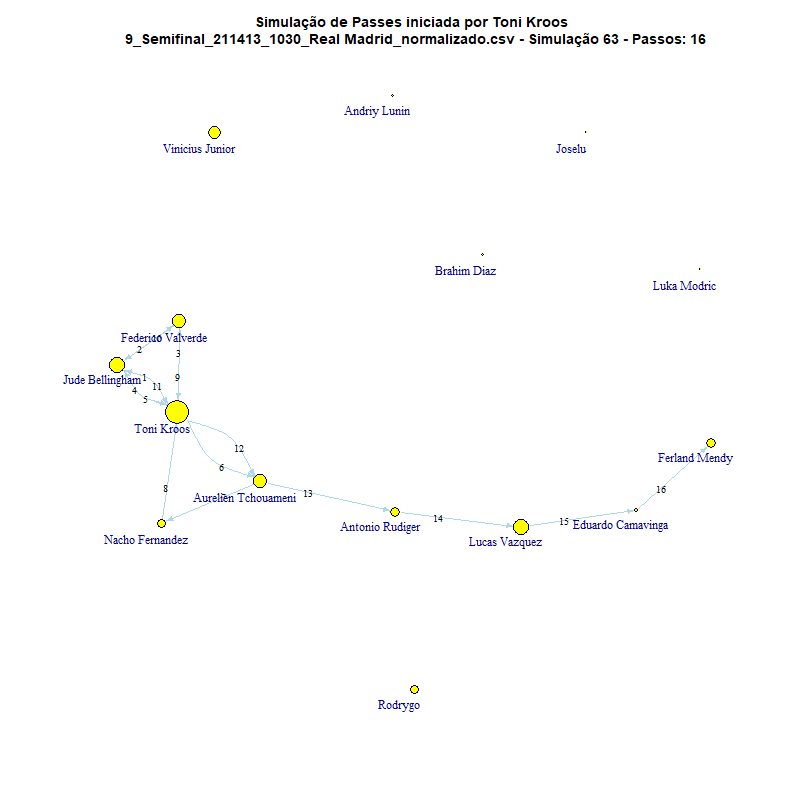 Simulação de Passes iniciada por Toni Kroos
9_Semifinal_211413_1030_Real Madrid_normalizado.csv - Simulação 63 - Passos: 16
Andriy Lunin
Vinicius Junior
Joselu
Brahim Diaz
Luka Modric
Federico Valverde
10
2
3
Jude Bellingham
1
9
11
4
5
Toni Kroos
12
Ferland Mendy
6
8
16
Aurelien Tchouameni
13
14
15
Antonio Rudiger
Eduardo Camavinga
Nacho Fernandez
Lucas Vazquez
Rodrygo